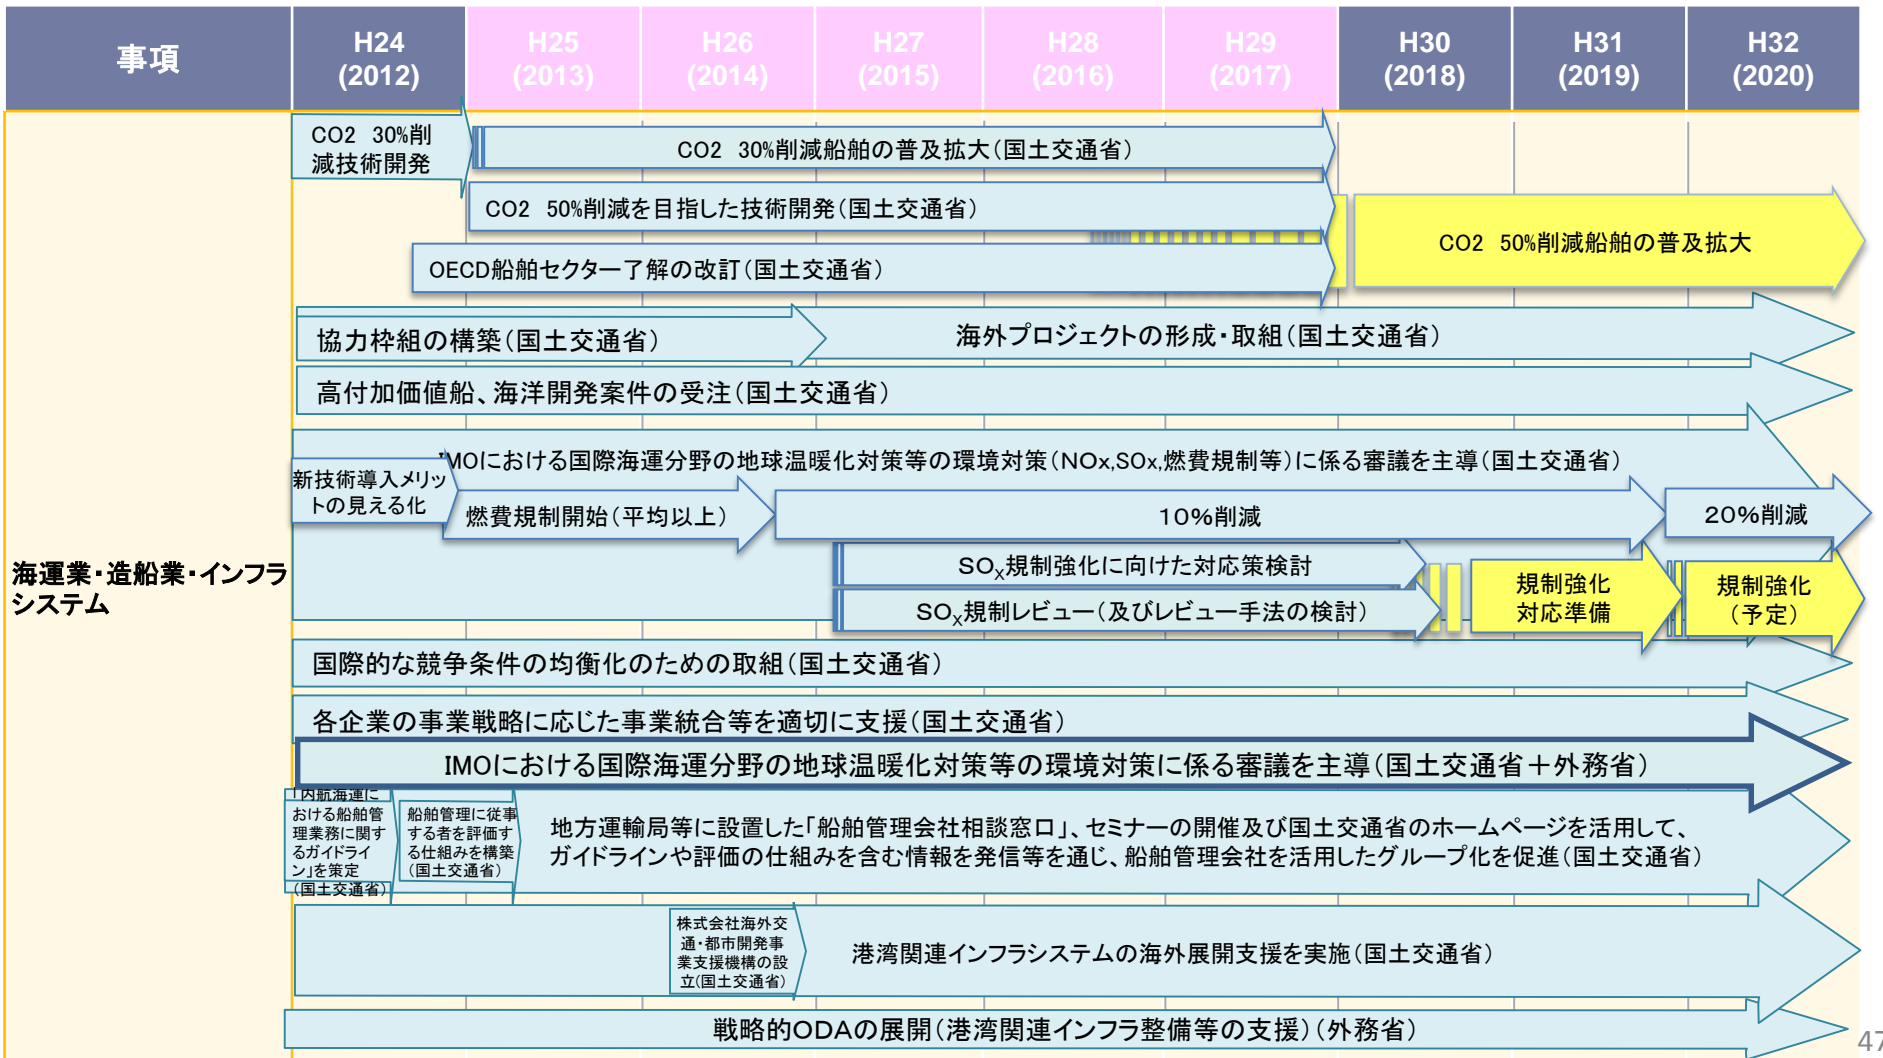 事項
H24
(2012)
H25
(2013)
H26
(2014)
H27
(2015)
H28
(2016)
H29
(2017)
H30
(2018)
H31
(2019)
H32
(2020)
海運業・造船業・インフラ
システム
CO2 30%削
減技術開発
CO2 30%削減船舶の普及拡大(国土交通省)
CO2 50%削減を目指した技術開発(国土交通省)
CO2 50%削減船舶の普及拡大
OECD船舶セクター了解の改訂(国土交通省)
協力枠組の構築(国土交通省)
海外プロジェクトの形成・取組(国土交通省)
高付加価値船、海洋開発案件の受注(国土交通省)
IMOにおける国際海運分野の地球温暖化対策等の環境対策(NOx,SOx,燃費規制等)に係る審議を主導(国土交通省)
新技術導入メリッ
トの見える化
燃費規制開始(平均以上)
10%削減
20%削減
SOX規制強化に向けた対応策検討
SOX規制レビュー(及びレビュー手法の検討)
規制強化
対応準備
規制強化
(予定)
国際的な競争条件の均衡化のための取組(国土交通省)
各企業の事業戦略に応じた事業統合等を適切に支援(国土交通省)
IMOにおける国際海運分野の地球温暖化対策等の環境対策に係る審議を主導(国土交通省+外務省)
「内航海運に
おける船舶管
理業務に関す
るガイドライ
ン」を策定
(国土交通省)
船舶管理に従事
する者を評価す
る仕組みを構築
(国土交通省)
地方運輸局等に設置した「船舶管理会社相談窓口」、セミナーの開催及び国土交通省のホームページを活用して、
ガイドラインや評価の仕組みを含む情報を発信等を通じ、船舶管理会社を活用したグループ化を促進(国土交通省)
株式会社海外交
通・都市開発事
業支援機構の設
立(国土交通省)
港湾関連インフラシステムの海外展開支援を実施(国土交通省)
戦略的ODAの展開(港湾関連インフラ整備等の支援)(外務省)
47